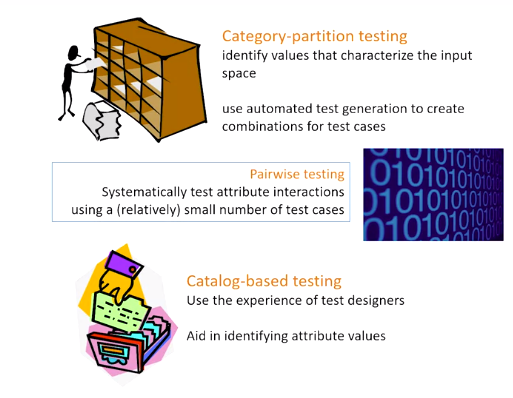 Category-partition testing
identify values that characterize the input
space
use automated test generation to create
combinations for test cases
Pairwise testing
Systematically test attribute interactions
using a (relatively) small number of test cases
Catalog-based testing
Use the experience of test designers
Aid in identifying attribute values